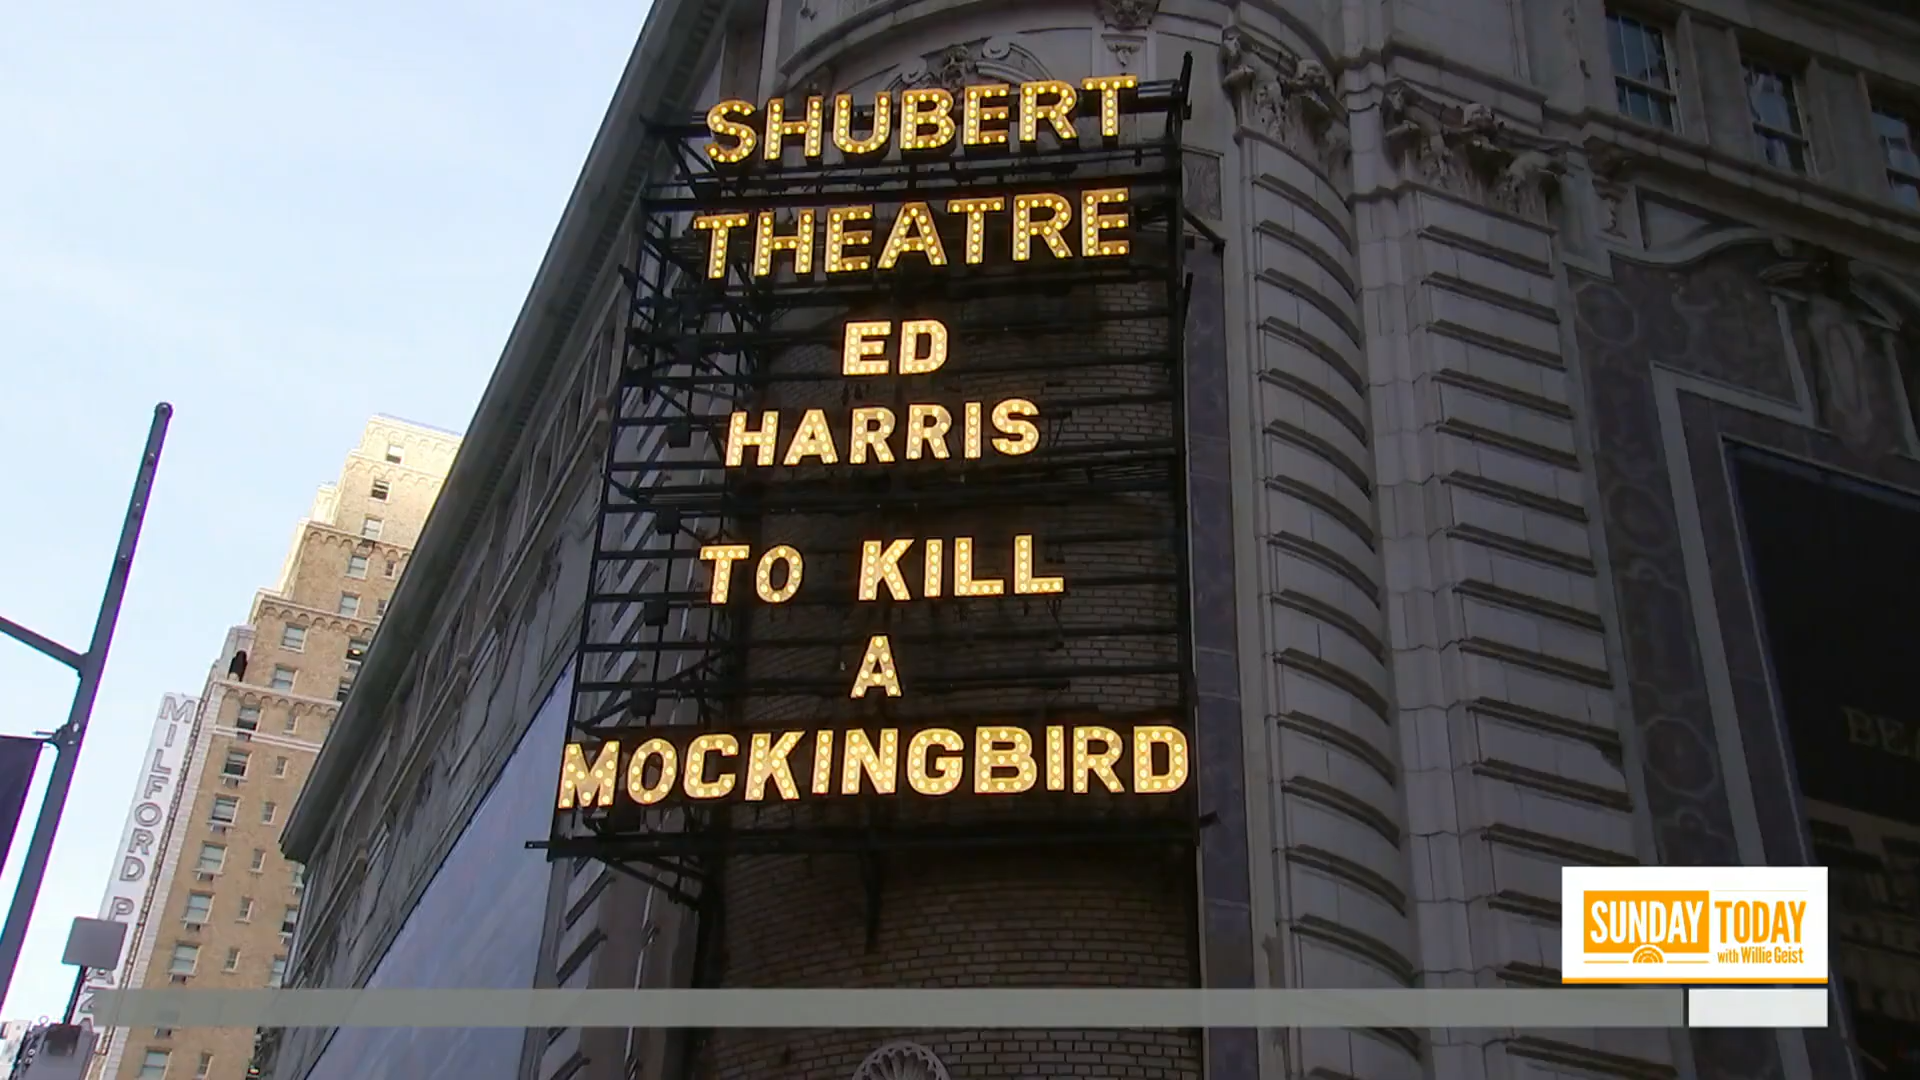 SHUBERT
THEATRE
ED
HARRIS
TO KILL
A
MOCKINGBIRD
MILFORD
SUNDAY TODAY
with Willie Geist